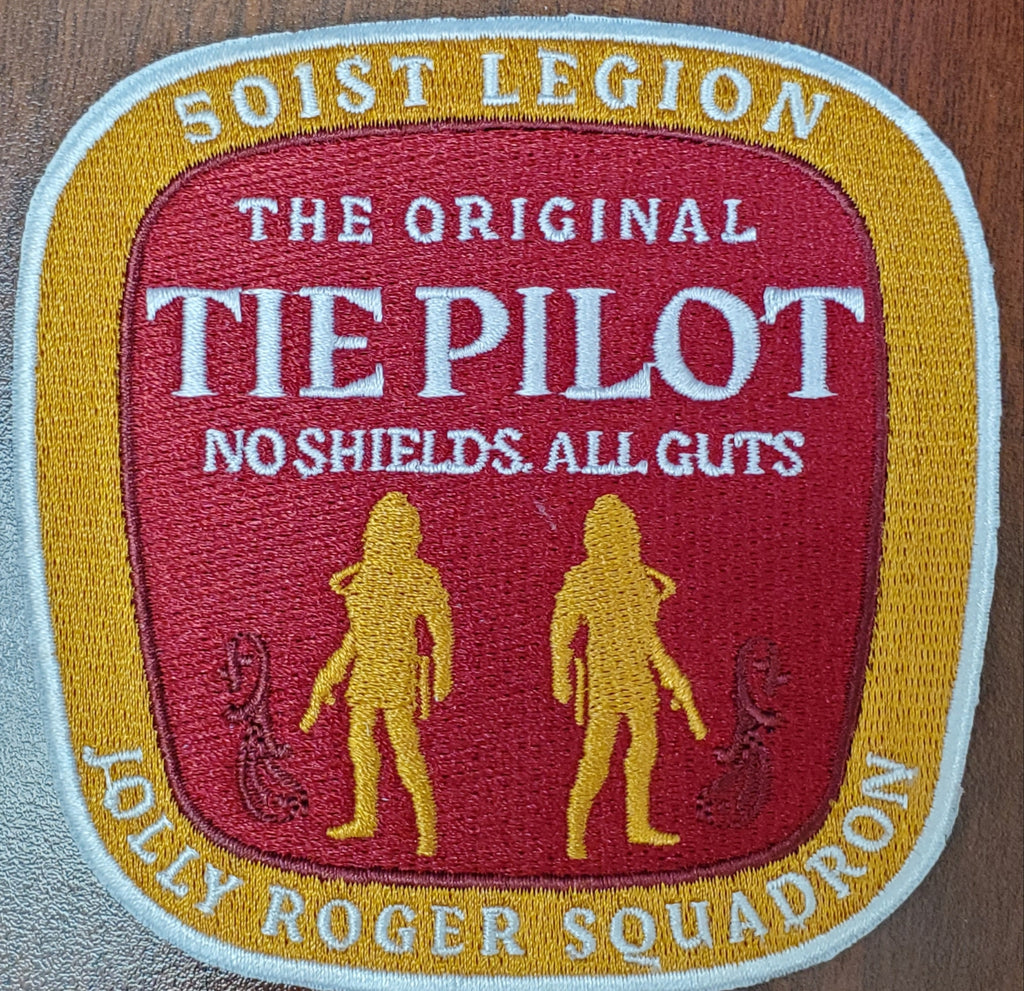 501ST LEGION
THE ORIGINAL
TIE PILOT
NO SHIELDS. ALL GUTS
JOLLY ROGER SQUADRON